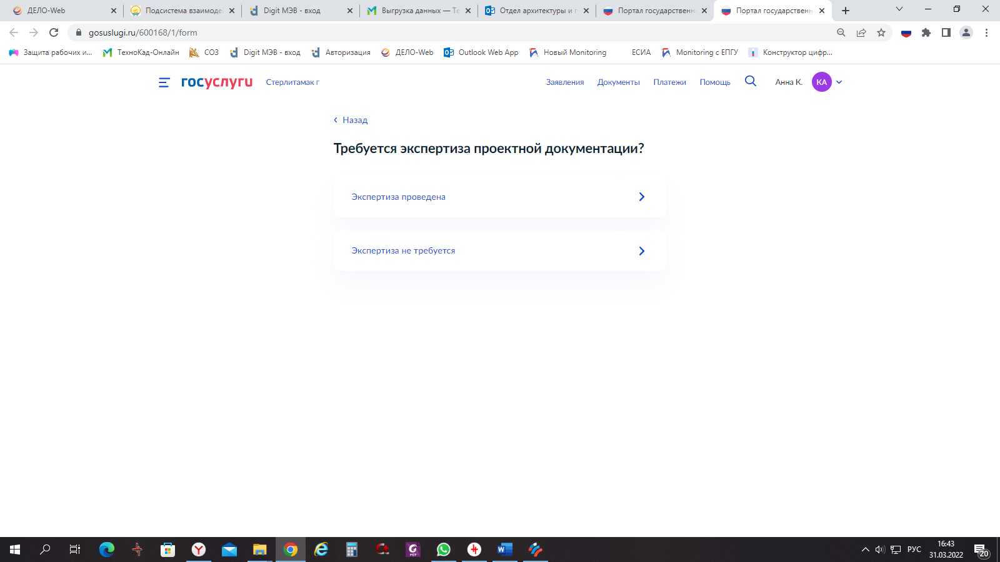 ДЕЛО-Web
Подсистема взаимоде
Digit МЭВ - вход
Выгрузка данных — Те
Отдел архитектуры и г
Портал государственн
Портал государственн
gosuslugi.ru/600168/1/form
Защита рабочих и...
ТехноКад-Онлайн
СОЗ
Digit МЭВ - вход
Авторизация
ДЕЛО-Web
Outlook Web App
Новый Monitoring
ЕСИА
Monitoring с ЕПГУ
Конструктор цифр...
госуслуги
Стерлитамак г
Заявления
Документы
Платежи
Помощь
Анна К.
КА
Назад
Требуется экспертиза проектной документации?
Экспертиза проведена
Экспертиза не требуется
РУС
16:43
31.03.2022
20